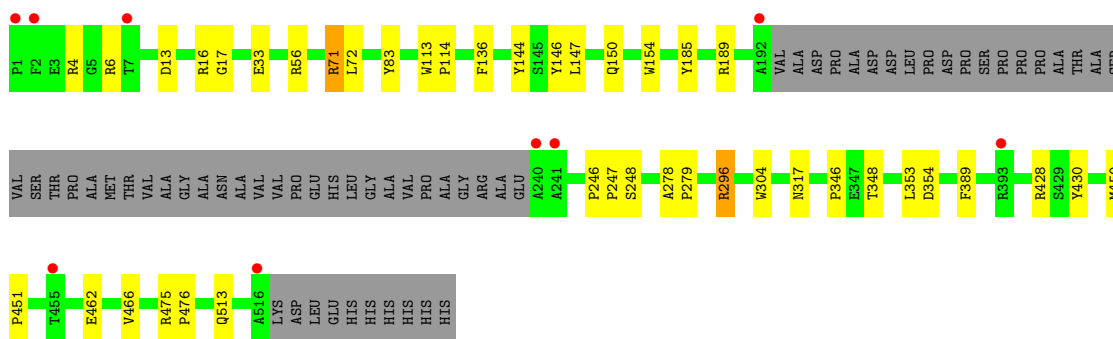 P1 F2 E3 R4 G5 R6 T7 D13 R16 G17 E33 R56 R71 L72 Y83 W113 P114 F136 Y144 S145 Y146 L147 Q150 W154 Y185 R189 A192 VAL ALA ASP PRO ALA ASP ASP LEU PRO ASP PRO SER PRO PRO PRO ALA THR ALA SER
VAL SER THR PRO ALA MET THR VAL ALA GLY ALA ASN ALA VAL VAL PRO GLU HIS LEU GLY ALA VAL PRO ALA GLY ARG ALA GLU A240 A241 P246 P247 S248 A278 P279 R296 W304 N317 P346 E347 T348 L353 D354 F389 R393 R428 S429 Y430 M450
P451 T455 E462 V466 R475 P476 Q513 A516 LYS ASP LEU GLU HIS HIS HIS HIS HIS HIS